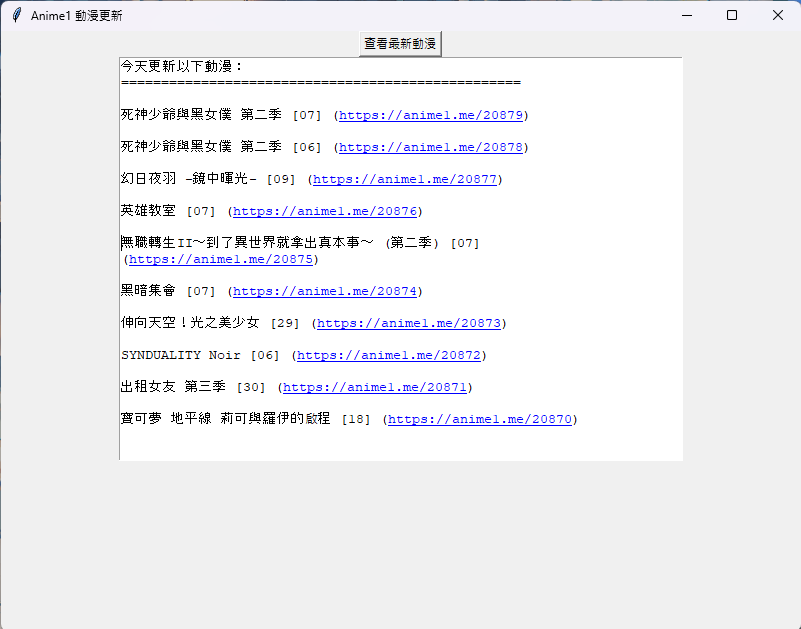 Anime1 動漫更新
查看最新動漫
今天更新以下動漫：
==================================================
死神少爺與黑女僕 第二季 [07] (https://anime1.me/20879)
死神少爺與黑女僕 第二季 [06] (https://anime1.me/20878)
幻日夜羽 -鏡中暉光- [09] (https://anime1.me/20877)
英雄教室 [07] (https://anime1.me/20876)
無職轉生II～到了異世界就拿出真本事～ (第二季) [07]
(https://anime1.me/20875)
黑暗集會 [07] (https://anime1.me/20874)
伸向天空！光之美少女 [29] (https://anime1.me/20873)
SYNDUALITY Noir [06] (https://anime1.me/20872)
出租女友 第三季 [30] (https://anime1.me/20871)
寶可夢 地平線 莉可與羅伊的啟程 [18] (https://anime1.me/20870)